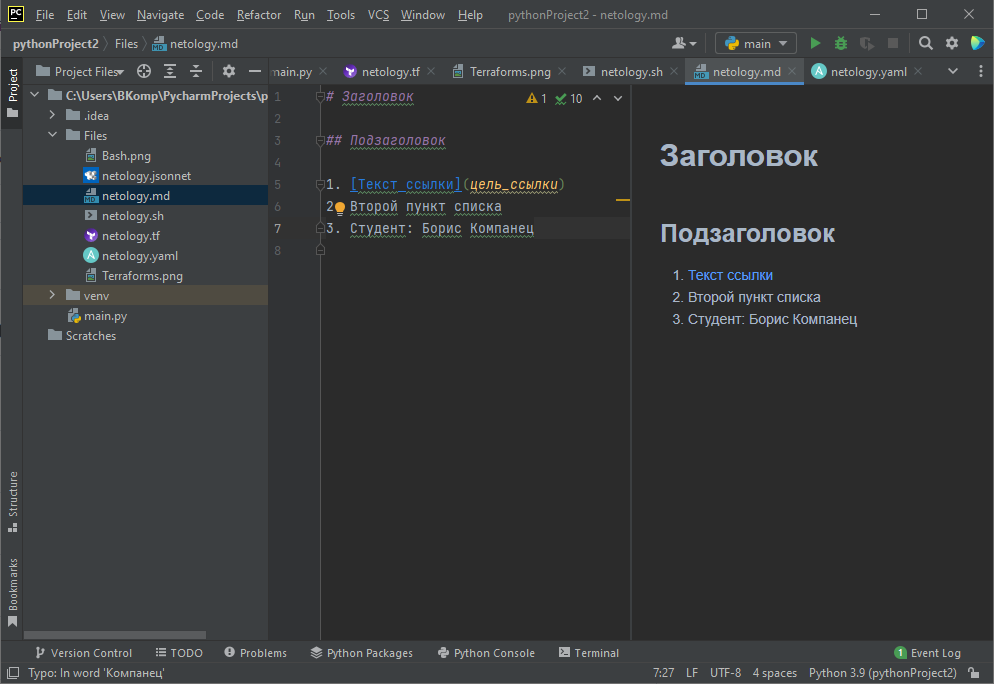 PC File Edit View Navigate Code Refactor Run Tools VCS Window Help pythonProject2 - netology.md
pythonProject2 Files netology.md main
Project
Project Files main.py netology.tf Terraforms.png netology.sh netology.md netology.yaml
C:\Users\BKomp\PycharmProjects\p
.idea
Files
Bash.png
netology.jsonnet
netology.md
netology.sh
netology.tf
netology.yaml
Terraforms.png
venv
main.py
Scratches
1 # Заголовок 1 10
2
3 ## Подзаголовок
4
5 1. [Текст ссылки](цель_ссылки)
6 2 Второй пункт списка
7 3. Студент: Борис Компанец
8
Заголовок
Подзаголовок
1. Текст ссылки
2. Второй пункт списка
3. Студент: Борис Компанец
Structure
Bookmarks
Version Control TODO Problems Python Packages Python Console Terminal 1 Event Log
Typo: In word 'Компанец' 7:27 LF UTF-8 4 spaces Python 3.9 (pythonProject2)